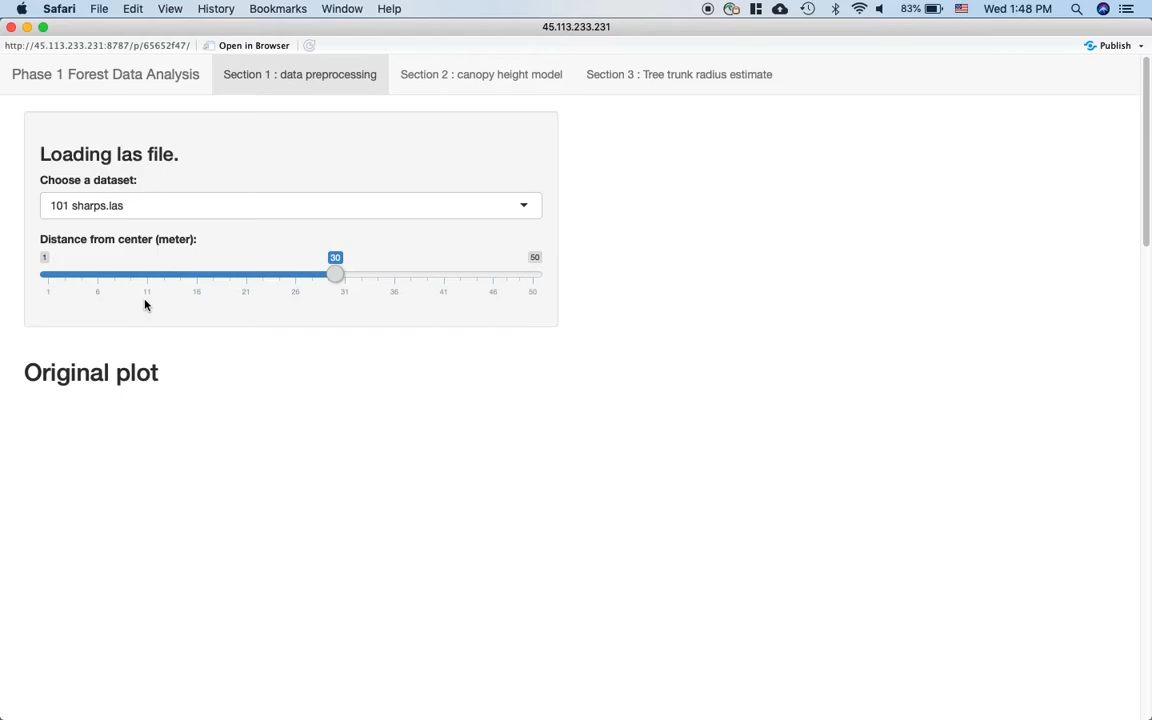 Safari File Edit View History Bookmarks Window Help 83% Wed 1:48 PM
45.113.233.231
http://45.113.233.231:8787/p/65652f47/ Open in Browser Publish
Phase 1 Forest Data Analysis Section 1 : data preprocessing Section 2 : canopy height model Section 3 : Tree trunk radius estimate
Loading las file.
Choose a dataset:
101 sharps.las
Distance from center (meter):
1 30 50
1 6 11 16 21 26 31 36 41 46 50
Original plot